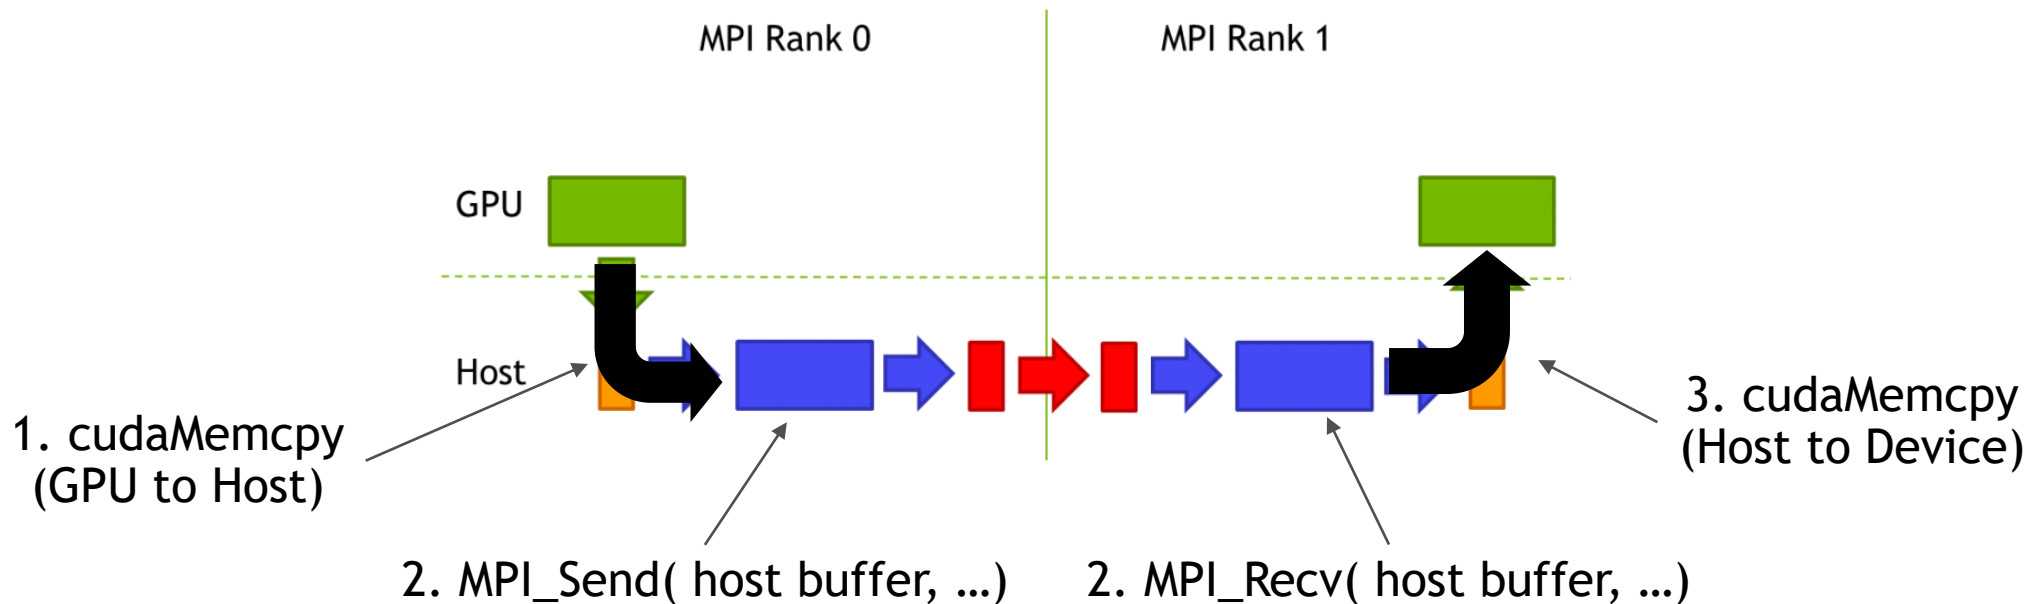 MPI Rank 0
MPI Rank 1
GPU
Host
1. cudaMemcpy
(GPU to Host)
3. cudaMemcpy
(Host to Device)
2. MPI_Send( host buffer, …)
2. MPI_Recv( host buffer, …)